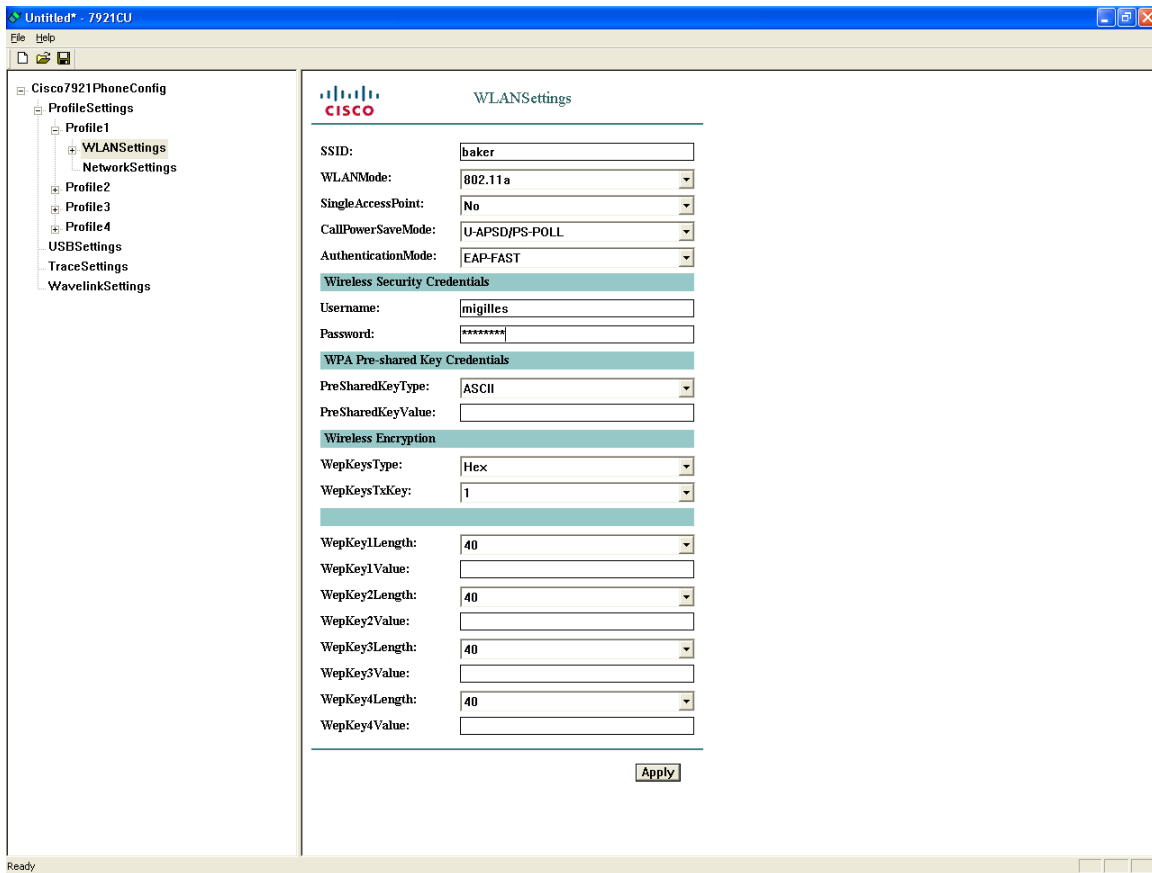 Untitled* - 7921CU
File Help
Cisco7921PhoneConfig
ProfileSettings
Profile1
WLANSettings
NetworkSettings
Profile2
Profile3
Profile4
USBSettings
TraceSettings
WavelinkSettings
CISCO
WLANSettings
SSID: baker
WLANMode: 802.11a
SingleAccessPoint: No
CallPowerSaveMode: U-APSD/PS-POLL
AuthenticationMode: EAP-FAST
Wireless Security Credentials
Username: migilles
Password: ********
WPA Pre-shared Key Credentials
PreSharedKeyType: ASCII
PreSharedKeyValue:
Wireless Encryption
WepKeysType: Hex
WepKeysTxKey: 1
WepKey1Length: 40
WepKey1Value:
WepKey2Length: 40
WepKey2Value:
WepKey3Length: 40
WepKey3Value:
WepKey4Length: 40
WepKey4Value:
Apply
Ready